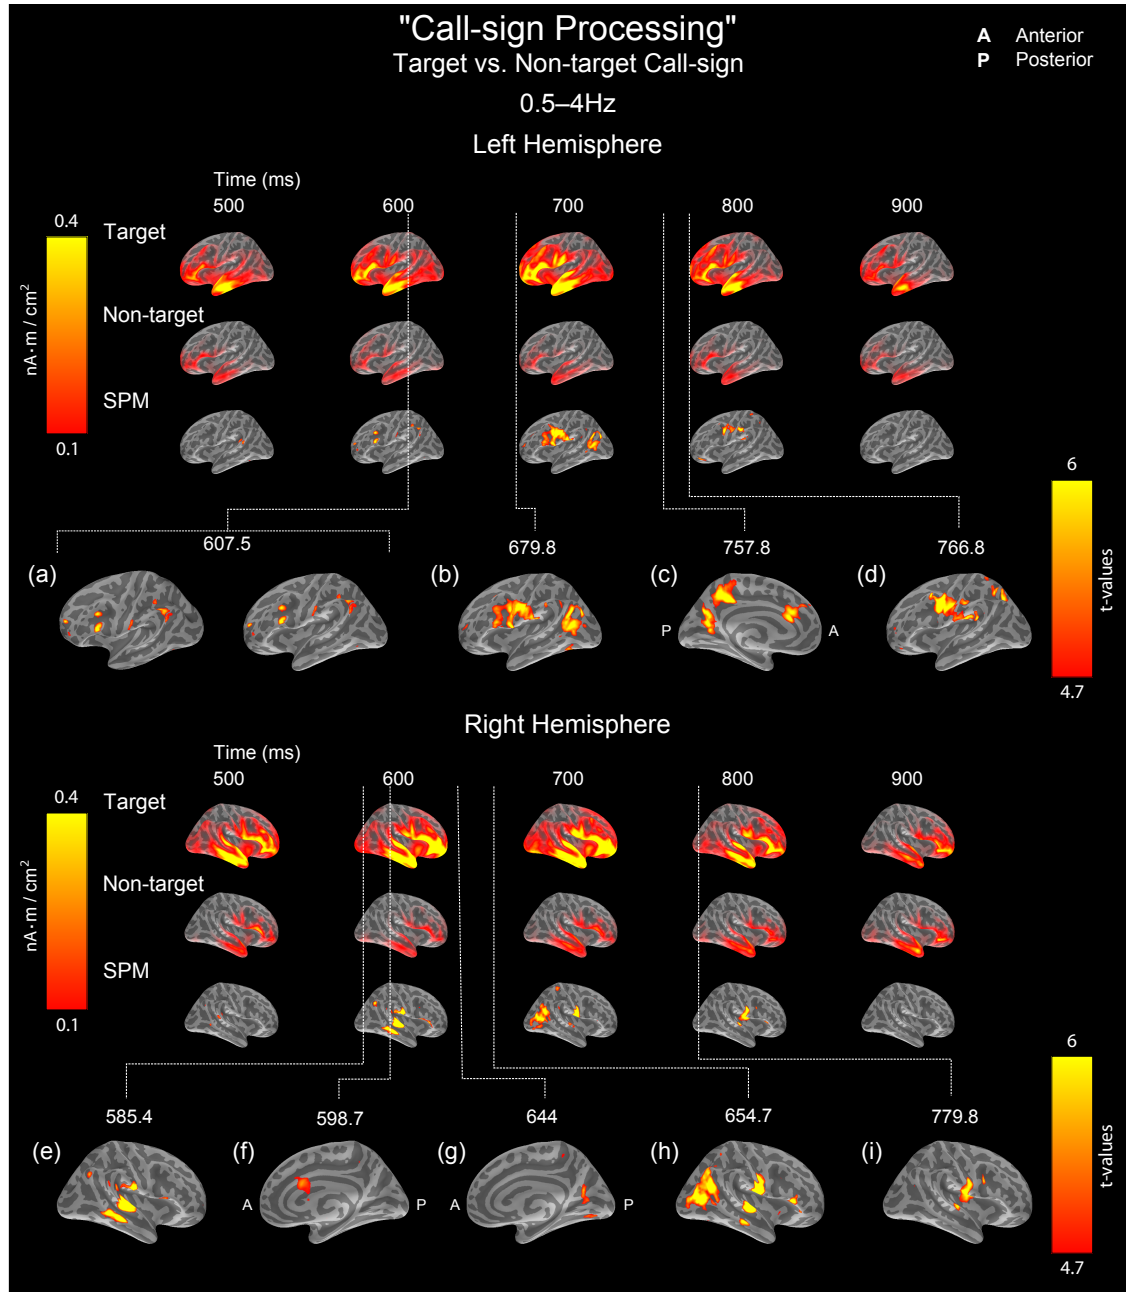 "Call-sign Processing"
Target vs. Non-target Call-sign
0.5–4Hz
A Anterior
P Posterior
Left Hemisphere
Time (ms)
500 600 700 800 900
0.4
0.1
nA·m / cm²
Target
Non-target
SPM
607.5 679.8 757.8 766.8
(a) (b) (c) (d)
P A
6
4.7
t-values
Right Hemisphere
Time (ms)
500 600 700 800 900
0.4
0.1
nA·m / cm²
Target
Non-target
SPM
585.4 598.7 644 654.7 779.8
(e) (f) (g) (h) (i)
A P A P
6
4.7
t-values